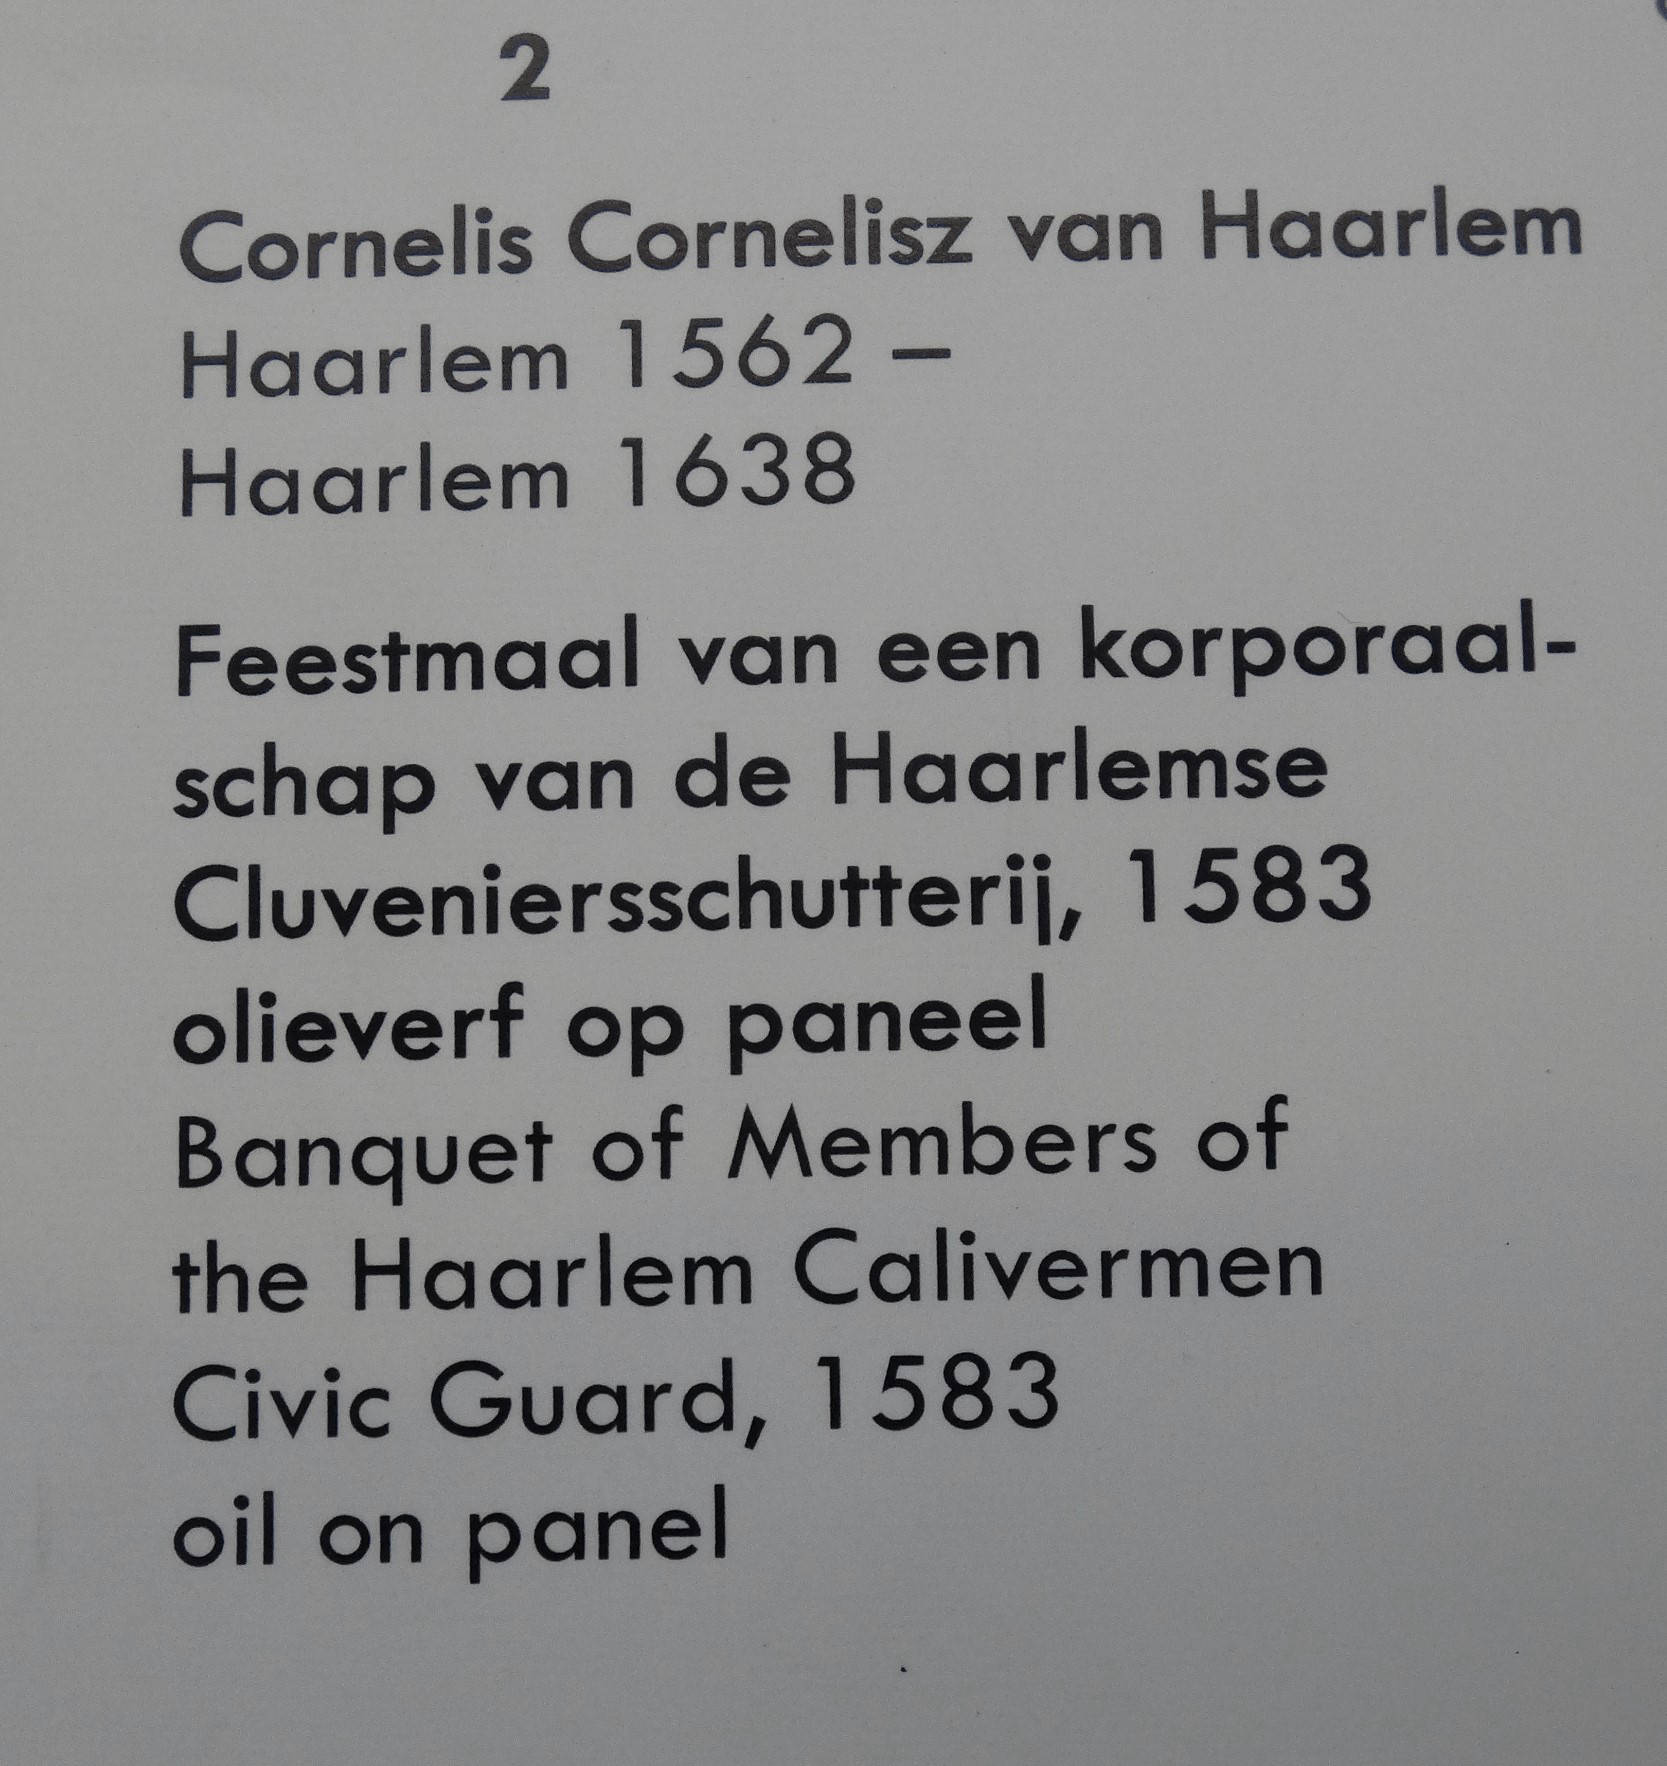 2
Cornelis Cornelisz van Haarlem
Haarlem 1562 –
Haarlem 1638
Feestmaal van een korporaal-
schap van de Haarlemse
Cluveniersschutterij, 1583
olieverf op paneel
Banquet of Members of
the Haarlem Calivermen
Civic Guard, 1583
oil on panel